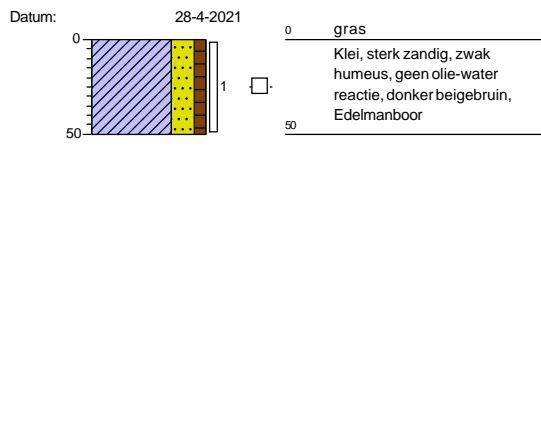 Datum: 28-4-2021
0
1
50
0 gras
Klei, sterk zandig, zwak
humeus, geen olie-water
reactie, donker beigebruin,
Edelmanboor
50